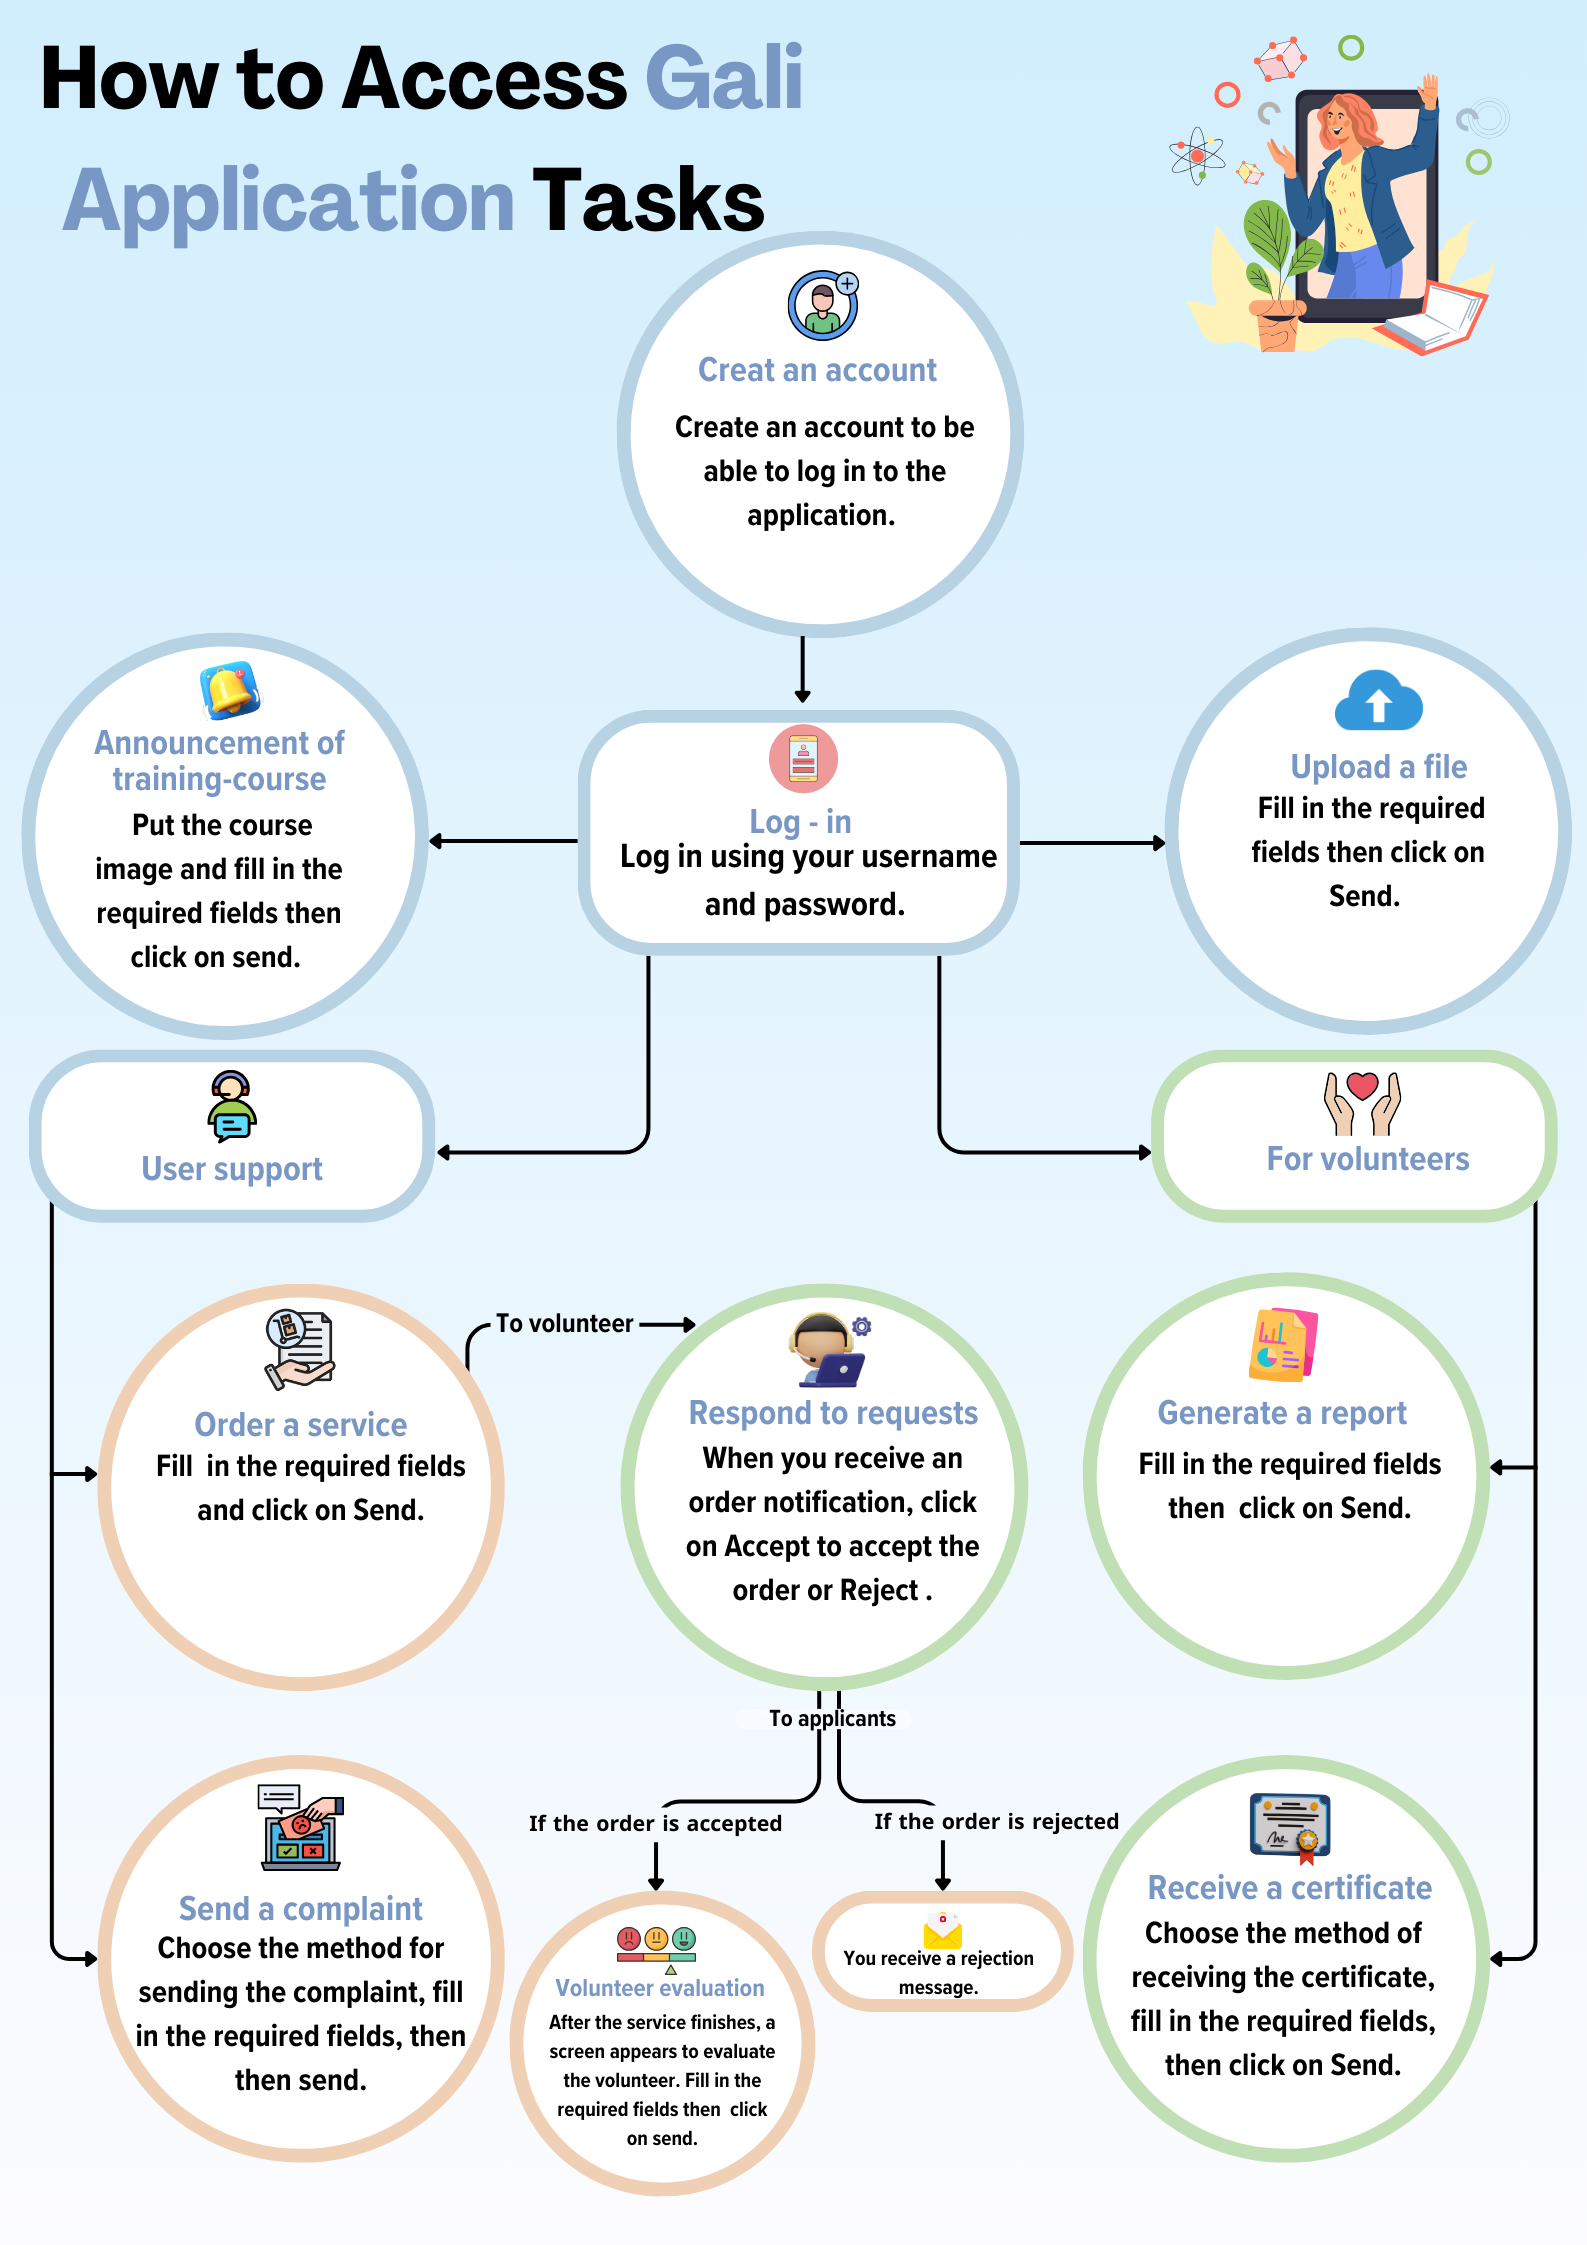 How to Access Gali
Application Tasks
Creat an account
Create an account to be
able to log in to the
application.
Announcement of
training-course
Put the course
image and fill in the
required fields then
click on send.
Log - in
Log in using your username
and password.
Upload a file
Fill in the required
fields then click on
Send.
User support
For volunteers
Order a service
Fill in the required fields
and click on Send.
To volunteer
Respond to requests
When you receive an
order notification, click
on Accept to accept the
order or Reject .
Generate a report
Fill in the required fields
then click on Send.
To applicants
If the order is accepted
If the order is rejected
Send a complaint
Choose the method for
sending the complaint, fill
in the required fields, then
then send.
Volunteer evaluation
After the service finishes, a
screen appears to evaluate
the volunteer. Fill in the
required fields then click
on send.
You receive a rejection
message.
Receive a certificate
Choose the method of
receiving the certificate,
fill in the required fields,
then click on Send.